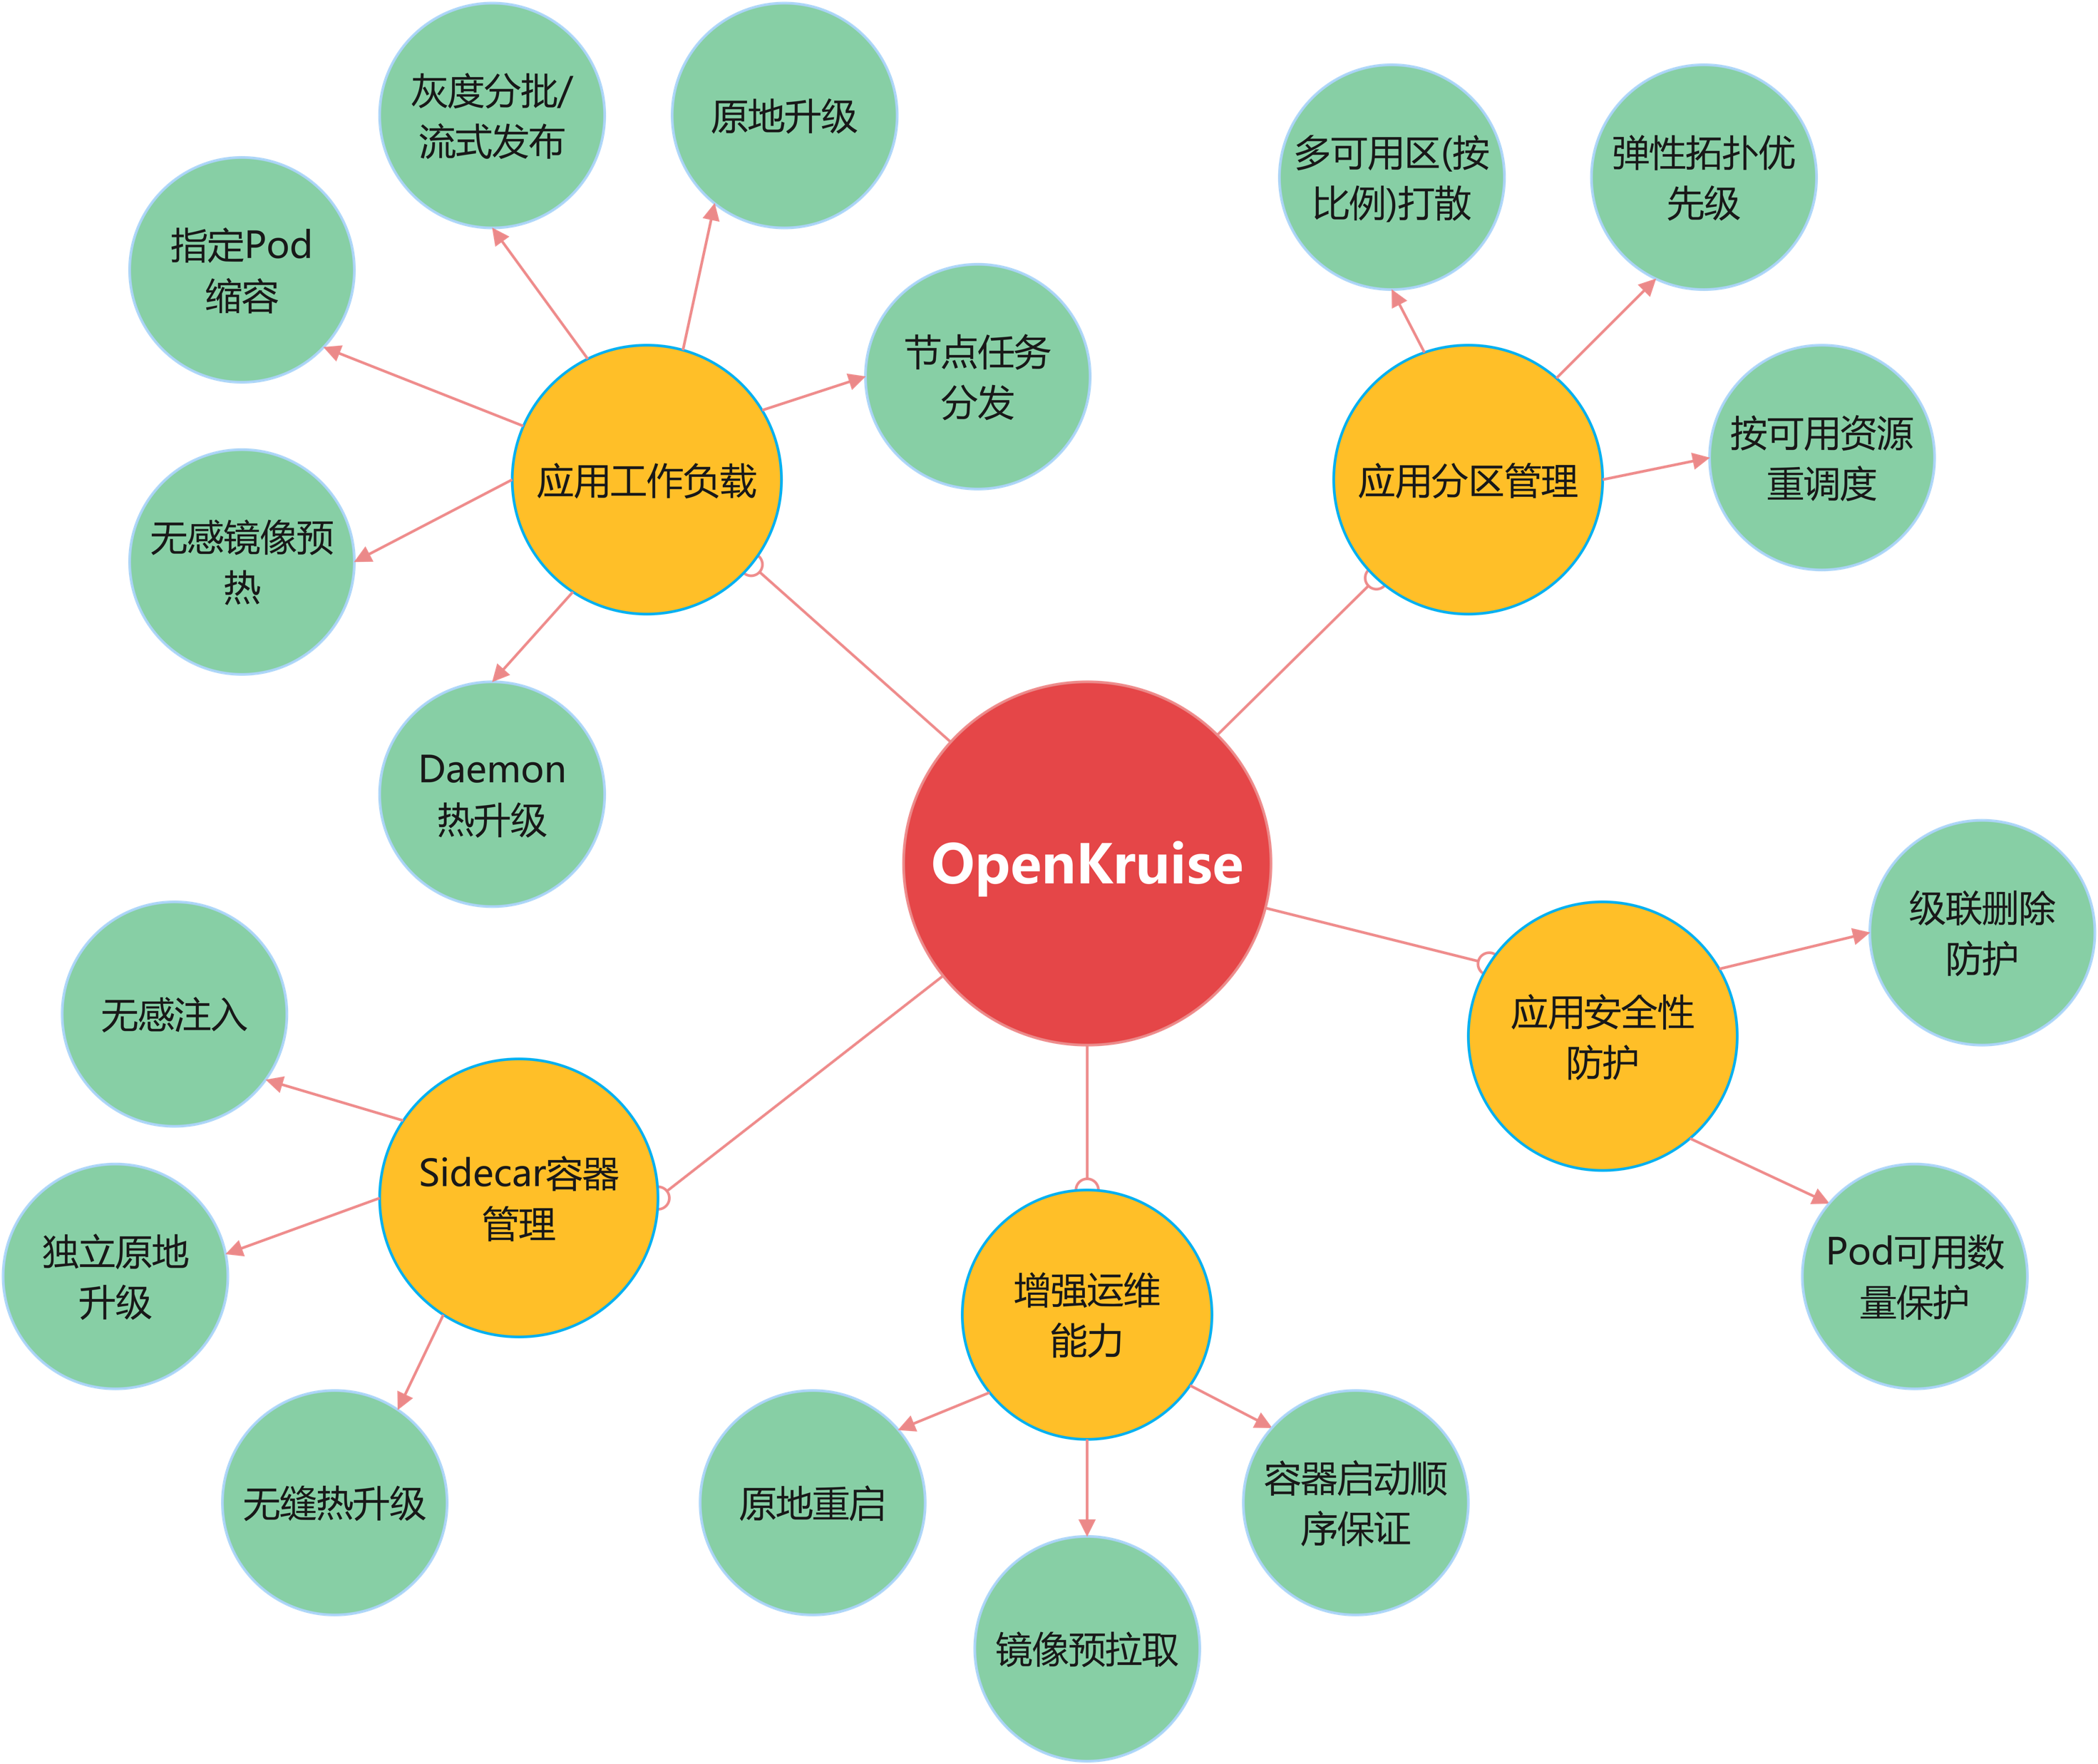 灰度分批/
流式发布
原地升级
多可用区(按
比例)打散
弹性拓扑优
先级
指定Pod
缩容
节点任务
分发
应用工作负载
应用分区管理
按可用资源
重调度
无感镜像预
热
Daemon
热升级
OpenKruise
级联删除
防护
应用安全性
防护
无感注入
Sidecar容器
管理
独立原地
升级
增强运维
能力
Pod可用数
量保护
无缝热升级
原地重启
容器启动顺
序保证
镜像预拉取